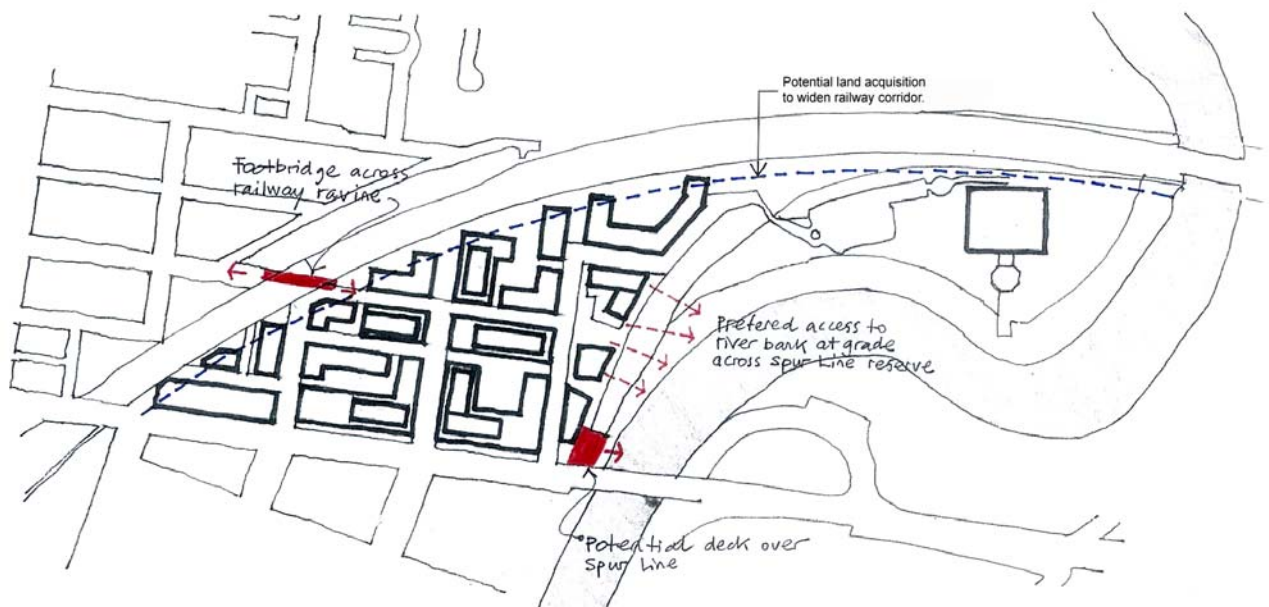 Potential land acquisition
to widen railway corridor.
Footbridge across
railway ravine
Prefered access to
river bank at grade
across Spur Line reserve
Potential deck over
Spur Line